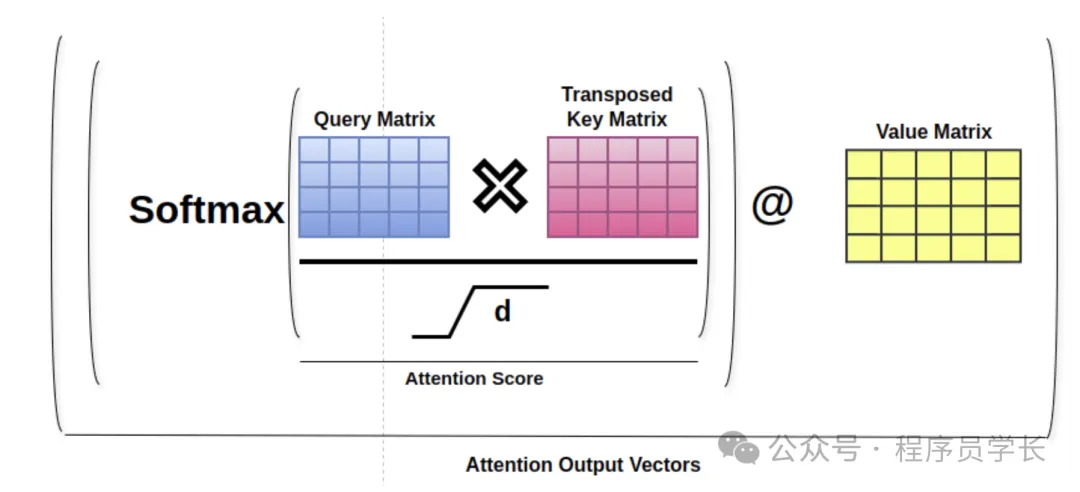 Transposed
Query Matrix
Key Matrix
Value Matrix
Softmax
@
d
Attention Score
公众号 · 程序员学长
Attention Output Vectors